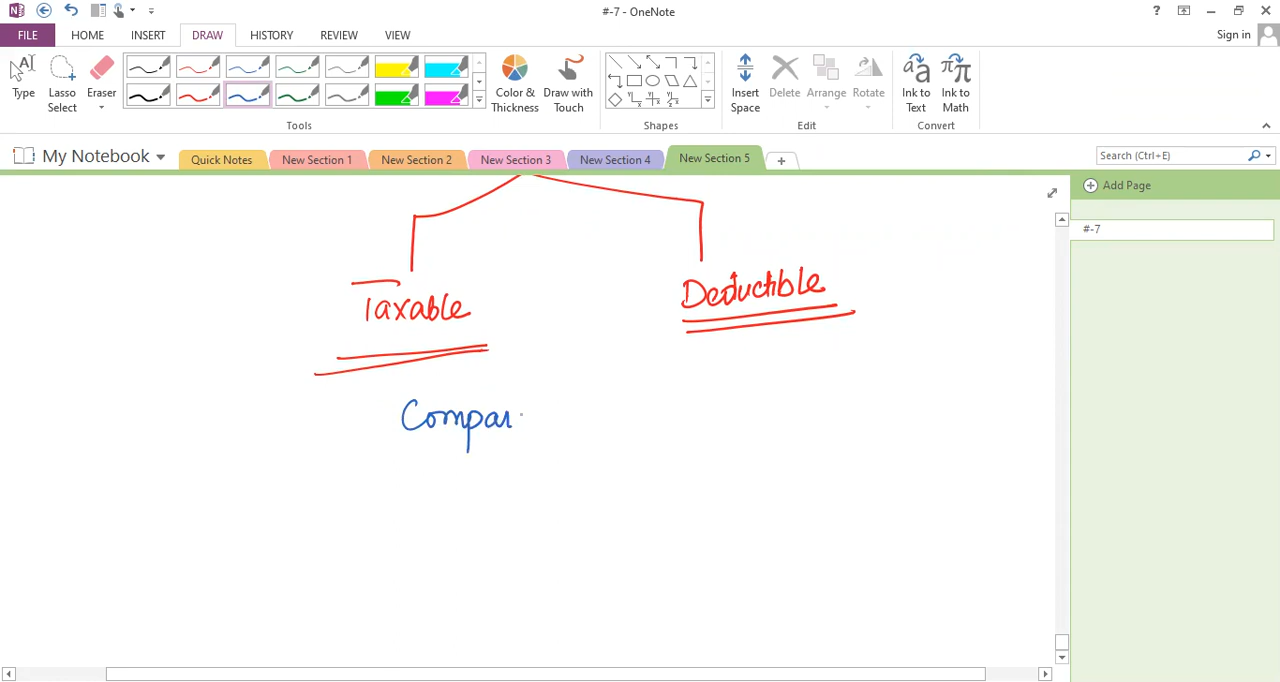 #-7 - OneNote
? 
Sign in
FILE HOME INSERT DRAW HISTORY REVIEW VIEW
Type Lasso Select Eraser Color & Thickness Draw with Touch Insert Space Delete Arrange Rotate Ink to Text Ink to Math
Tools Shapes Edit Convert
My Notebook Quick Notes New Section 1 New Section 2 New Section 3 New Section 4 New Section 5 Search (Ctrl+E)
Add Page
#-7
Taxable Deductible
Compar